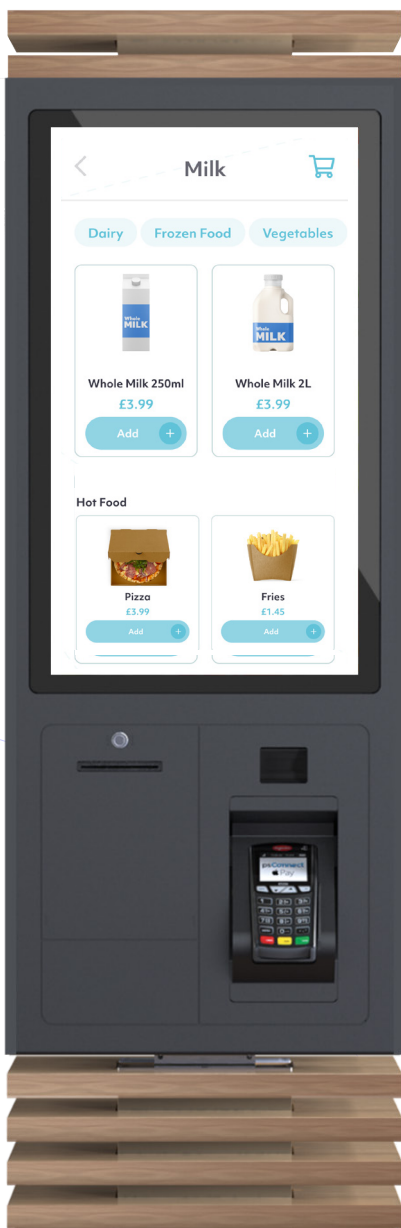 Milk
Dairy Frozen Food Vegetables
Whole
MILK
Whole
MILK
Whole Milk 250ml Whole Milk 2L
£3.99 £3.99
Add + Add +
Hot Food
Pizza Fries
£3.99 £1.45
Add + Add +
Pay